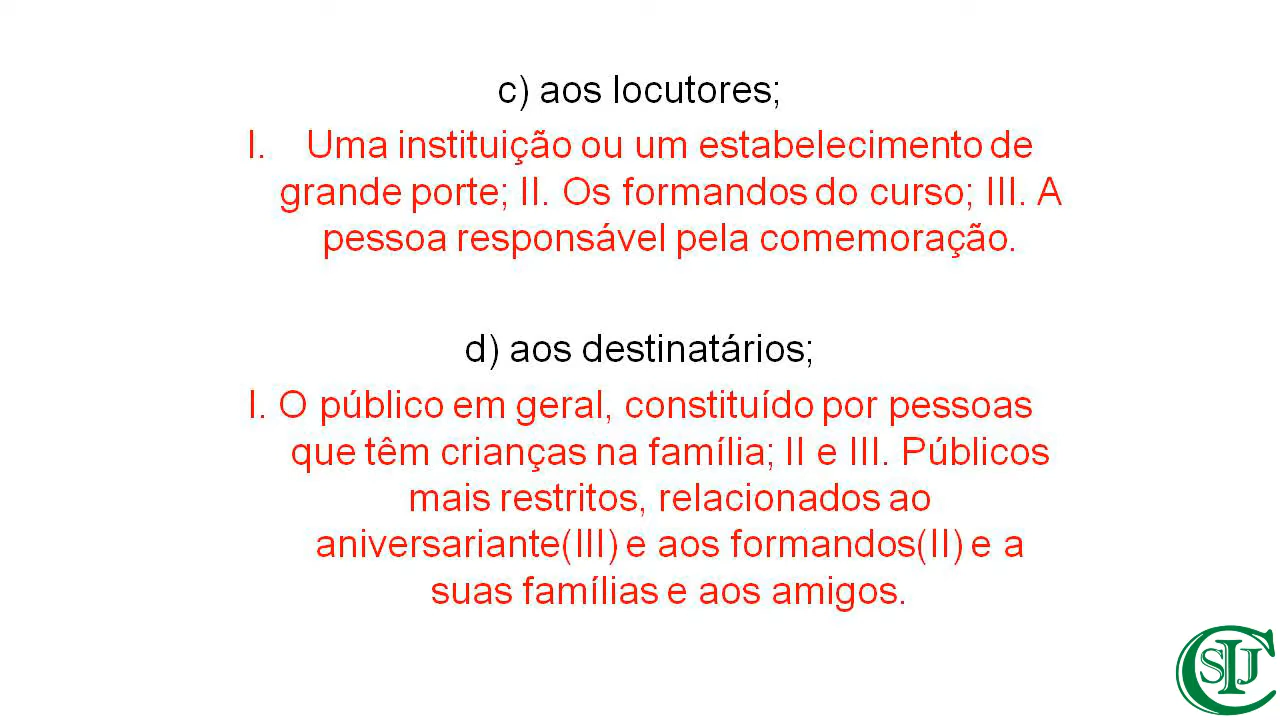 c) aos locutores;
I. Uma instituição ou um estabelecimento de
grande porte; II. Os formandos do curso; III. A
pessoa responsável pela comemoração.
d) aos destinatários;
I. O público em geral, constituído por pessoas
que têm crianças na família; II e III. Públicos
mais restritos, relacionados ao
aniversariante(III) e aos formandos(II) e a
suas famílias e aos amigos.
CSIJ